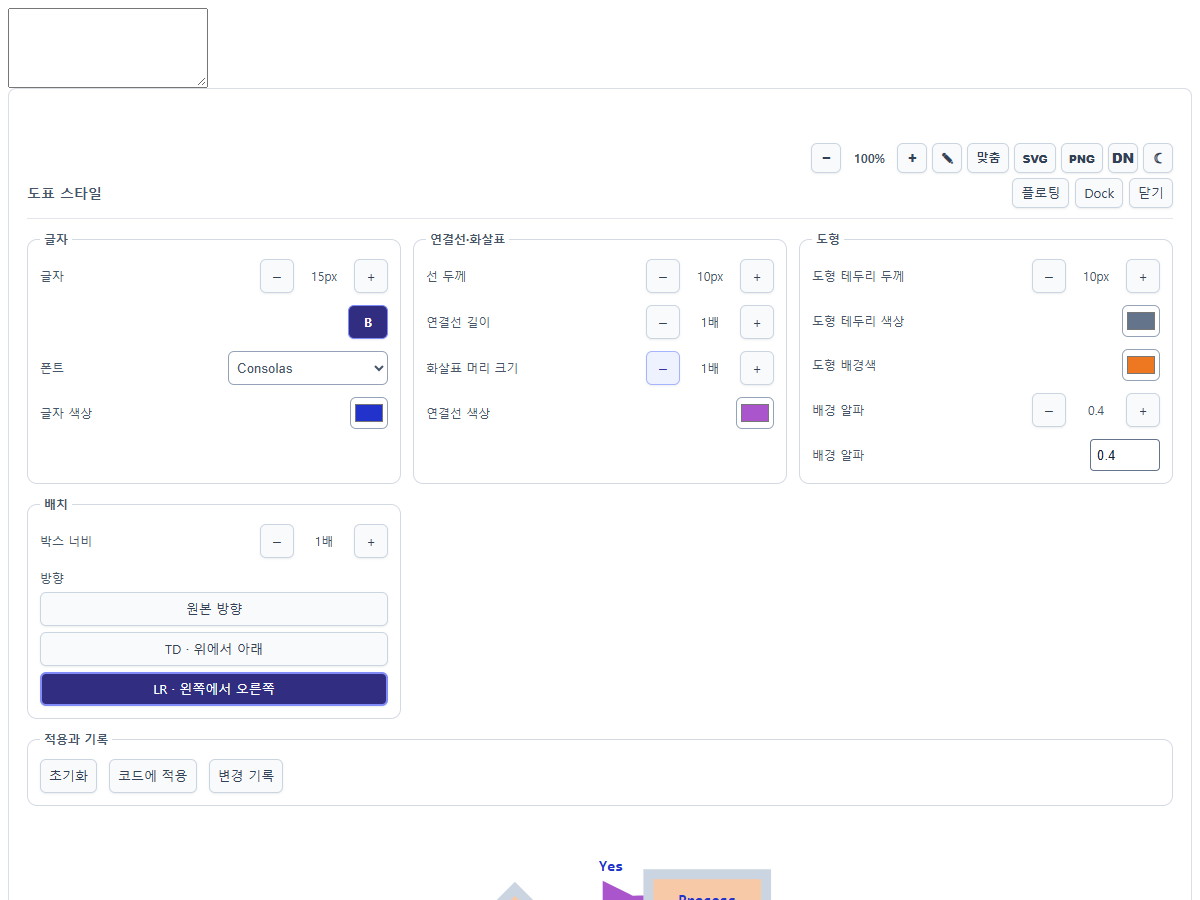 − 100% + ✎ 맞춤 SVG PNG DN ☾
도표 스타일 플로팅 Dock 닫기
글자
글자 − 15px +
B
폰트 Consolas
글자 색상
연결선·화살표
선 두께 − 10px +
연결선 길이 − 1배 +
화살표 머리 크기 − 1배 +
연결선 색상
도형
도형 테두리 두께 − 10px +
도형 테두리 색상
도형 배경색
배경 알파 − 0.4 +
배경 알파 0.4
배치
박스 너비 − 1배 +
방향
원본 방향
TD · 위에서 아래
LR · 왼쪽에서 오른쪽
적용과 기록
초기화 코드에 적용 변경 기록
Yes
Process